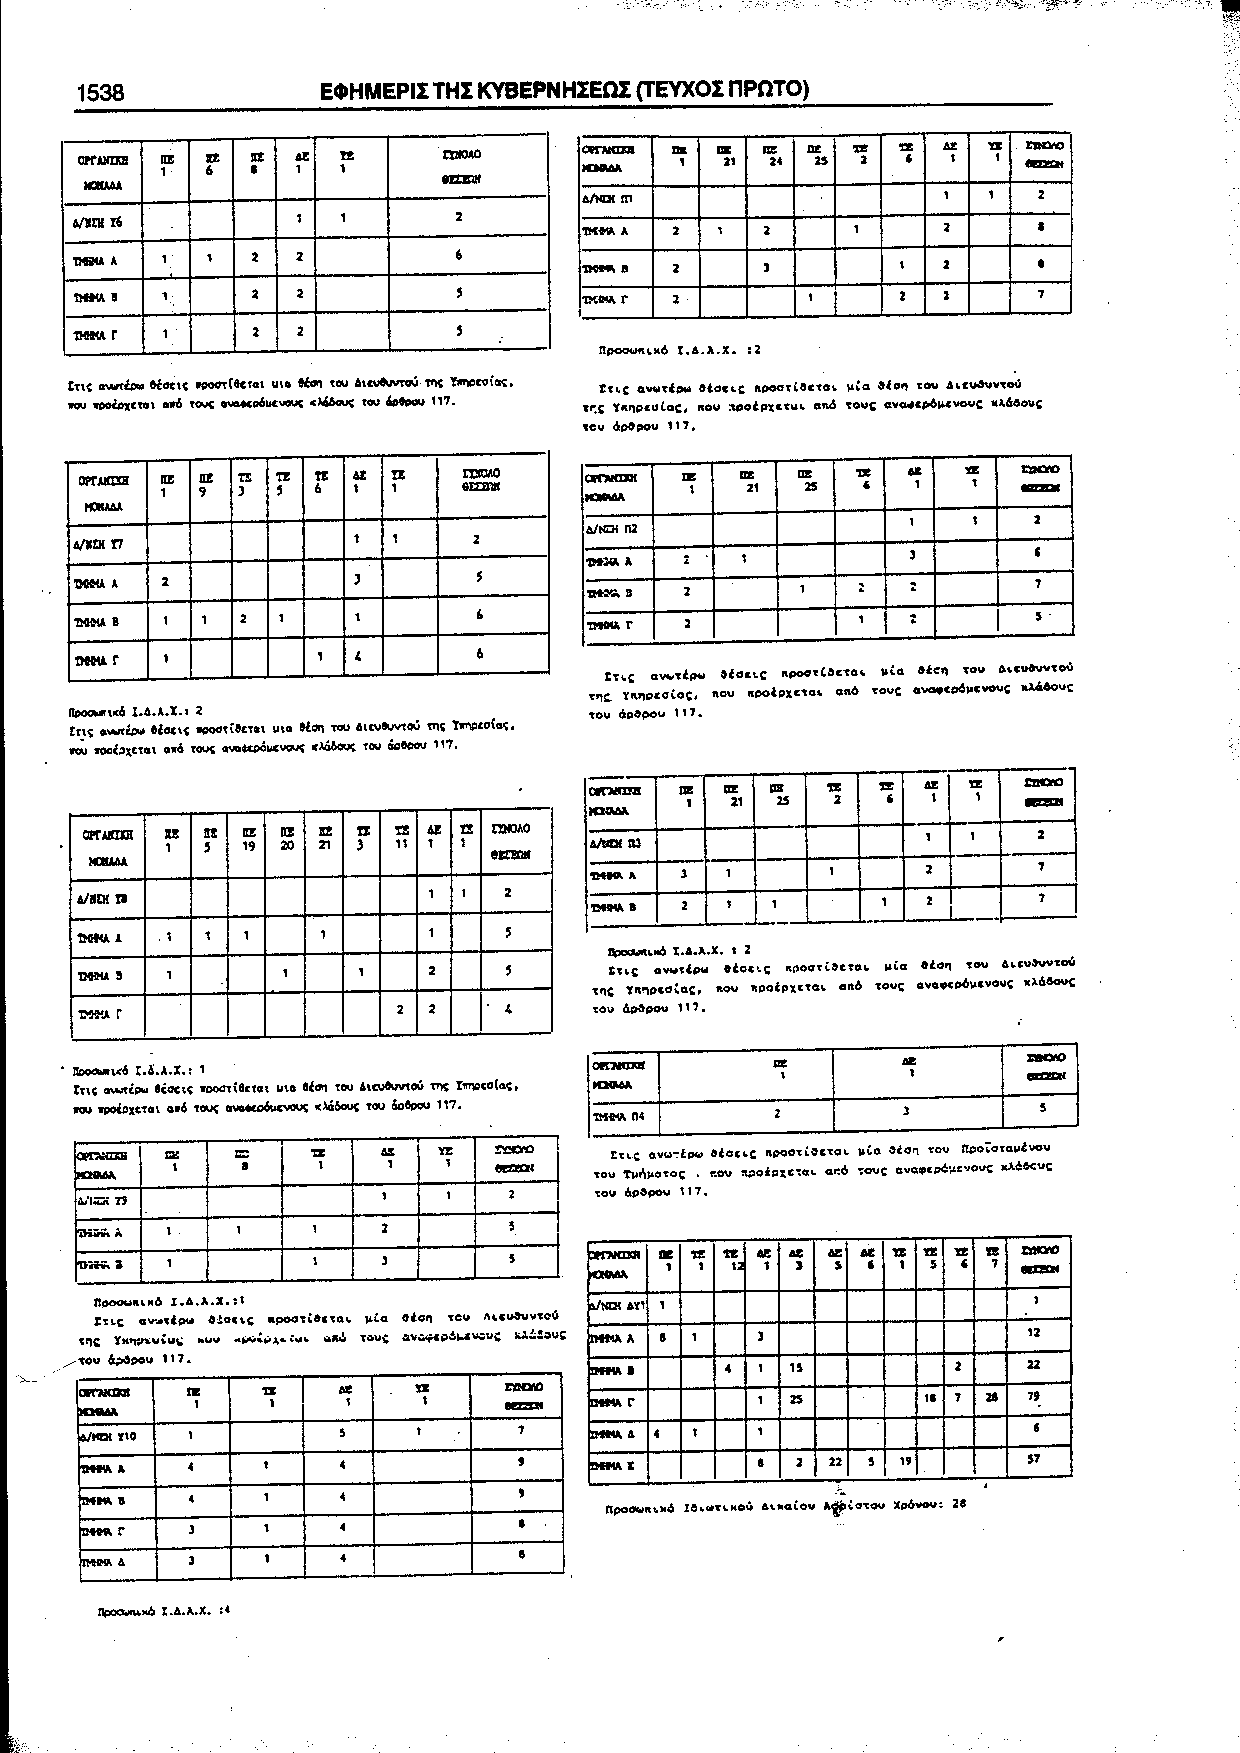 1538 ΕΦΗΜΕΡΙΣ ΤΗΣ ΚΥΒΕΡΝΗΣΕΩΣ (ΤΕΥΧΟΣ ΠΡΩΤΟ)
ΟΡΓΑΝΙΚΗ ΠΕ ΠΕ ΠΕ ΔΕ ΥΕ ΣΥΝΟΛΟ
1 6 8 1 1
ΜΟΝΑΔΑ ΘΕΣΕΩΝ
Δ/ΝΣΗ Υ6 1 1 2
ΤΜΗΜΑ Α 1 1 2 2 6
ΤΜΗΜΑ Β 1 2 2 5
ΤΜΗΜΑ Γ 1 2 2 5
Στις ανωτέρω θέσεις προστίθεται μια θέση του Διευθυντού της Υπηρεσίας,
που προέρχεται από τους αναφερόμενους κλάδους του άρθρου 117.
ΟΡΓΑΝΙΚΗ ΠΕ ΠΕ ΤΕ ΤΕ ΤΕ ΔΕ ΥΕ ΣΥΝΟΛΟ
1 9 3 5 6 1 1 ΘΕΣΕΩΝ
ΜΟΝΑΔΑ
Δ/ΝΣΗ Υ7 1 1 2
ΤΜΗΜΑ Α 2 3 5
ΤΜΗΜΑ Β 1 1 2 1 1 6
ΤΜΗΜΑ Γ 1 1 4 6
Προσωπικό Ι.Δ.Α.Χ.: 2
Στις ανωτέρω θέσεις προστίθεται μια θέση του Διευθυντού της Υπηρεσίας,
που προέρχεται από τους αναφερόμενους κλάδους του άρθρου 117.
ΟΡΓΑΝΙΚΗ ΠΕ ΠΕ ΠΕ ΠΕ ΠΕ ΤΕ ΤΕ ΔΕ ΥΕ ΣΥΝΟΛΟ
1 5 19 20 21 3 11 1 1
ΜΟΝΑΔΑ ΘΕΣΕΩΝ
Δ/ΝΣΗ Υ8 1 1 2
ΤΜΗΜΑ Α 1 1 1 1 1 5
ΤΜΗΜΑ Β 1 1 1 2 5
ΤΜΗΜΑ Γ 2 2 4
Προσωπικό Ι.Δ.Α.Χ.: 1
Στις ανωτέρω θέσεις προστίθεται μια θέση του Διευθυντού της Υπηρεσίας,
που προέρχεται από τους αναφερόμενους κλάδους του άρθρου 117.
ΟΡΓΑΝΙΚΗ ΠΕ ΠΕ ΤΕ ΔΕ ΥΕ ΣΥΝΟΛΟ
1 8 1 1 1 ΘΕΣΕΩΝ
ΜΟΝΑΔΑ
Δ/ΝΣΗ Υ9 1 1 2
ΤΜΗΜΑ Α 1 1 1 2 5
ΤΜΗΜΑ Β 1 1 3 5
Προσωπικό Ι.Δ.Α.Χ.:1
Στις ανωτέρω θέσεις προστίθεται μία θέση του Διευθυντού
της Υπηρεσίας που προέρχεται από τους αναφερόμενους κλάδους
του άρθρου 117.
ΟΡΓΑΝΙΚΗ ΠΕ ΤΕ ΔΕ ΥΕ ΣΥΝΟΛΟ
1 1 1 1 ΘΕΣΕΩΝ
ΜΟΝΑΔΑ
Δ/ΝΣΗ Υ10 1 5 1 7
ΤΜΗΜΑ Α 4 1 4 9
ΤΜΗΜΑ Β 4 1 4 9
ΤΜΗΜΑ Γ 3 1 4 8
ΤΜΗΜΑ Δ 3 1 4 8
Προσωπικό Ι.Δ.Α.Χ. :4
ΟΡΓΑΝΙΚΗ ΠΕ ΠΕ ΠΕ ΠΕ ΤΕ ΤΕ ΔΕ ΥΕ ΣΥΝΟΛΟ
1 21 24 25 2 6 1 1 ΘΕΣΕΩΝ
ΜΟΝΑΔΑ
Δ/ΝΣΗ Π1 1 1 2
ΤΜΗΜΑ Α 2 1 2 1 2 8
ΤΜΗΜΑ Β 2 3 1 2 8
ΤΜΗΜΑ Γ 2 1 2 2 7
Προσωπικό Ι.Δ.Α.Χ. :2
Στις ανωτέρω θέσεις προστίθεται μία θέση του Διευθυντού
της Υπηρεσίας, που προέρχεται από τους αναφερόμενους κλάδους
του άρθρου 117.
ΟΡΓΑΝΙΚΗ ΠΕ ΠΕ ΠΕ ΤΕ ΔΕ ΥΕ ΣΥΝΟΛΟ
1 21 25 6 1 1 ΘΕΣΕΩΝ
ΜΟΝΑΔΑ
Δ/ΝΣΗ Π2 1 1 2
ΤΜΗΜΑ Α 2 1 3 6
ΤΜΗΜΑ Β 2 1 2 2 7
ΤΜΗΜΑ Γ 2 1 2 5
Στις ανωτέρω θέσεις προστίθεται μία θέση του Διευθυντού
της Υπηρεσίας, που προέρχεται από τους αναφερόμενους κλάδους
του άρθρου 117.
ΟΡΓΑΝΙΚΗ ΠΕ ΠΕ ΠΕ ΤΕ ΤΕ ΔΕ ΥΕ ΣΥΝΟΛΟ
1 21 25 2 6 1 1 ΘΕΣΕΩΝ
ΜΟΝΑΔΑ
Δ/ΝΣΗ Π3 1 1 2
ΤΜΗΜΑ Α 3 1 1 2 7
ΤΜΗΜΑ Β 2 1 1 1 2 7
Προσωπικό Ι.Δ.Α.Χ. : 2
Στις ανωτέρω θέσεις προστίθεται μία θέση του Διευθυντού
της Υπηρεσίας, που προέρχεται από τους αναφερόμενους κλάδους
του άρθρου 117.
ΟΡΓΑΝΙΚΗ ΠΕ ΔΕ ΣΥΝΟΛΟ
1 1 ΘΕΣΕΩΝ
ΜΟΝΑΔΑ
ΤΜΗΜΑ Π4 2 3 5
Στις ανωτέρω θέσεις προστίθεται μία θέση του Προϊσταμένου
του Τμήματος , που προέρχεται από τους αναφερόμενους κλάδους
του άρθρου 117.
ΟΡΓΑΝΙΚΗ ΠΕ ΤΕ ΤΕ ΔΕ ΔΕ ΔΕ ΔΕ ΥΕ ΥΕ ΥΕ ΥΕ ΣΥΝΟΛΟ
1 1 12 1 3 5 6 1 5 6 7 ΘΕΣΕΩΝ
ΜΟΝΑΔΑ
Δ/ΝΣΗ ΔΥ1 1 1
ΤΜΗΜΑ Α 8 1 3 12
ΤΜΗΜΑ Β 4 1 15 2 22
ΤΜΗΜΑ Γ 1 25 18 7 28 79
ΤΜΗΜΑ Δ 4 1 1 6
ΤΜΗΜΑ Ε 8 2 22 5 19 57
Προσωπικό Ιδιωτικού Δικαίου Αορίστου Χρόνου: 28